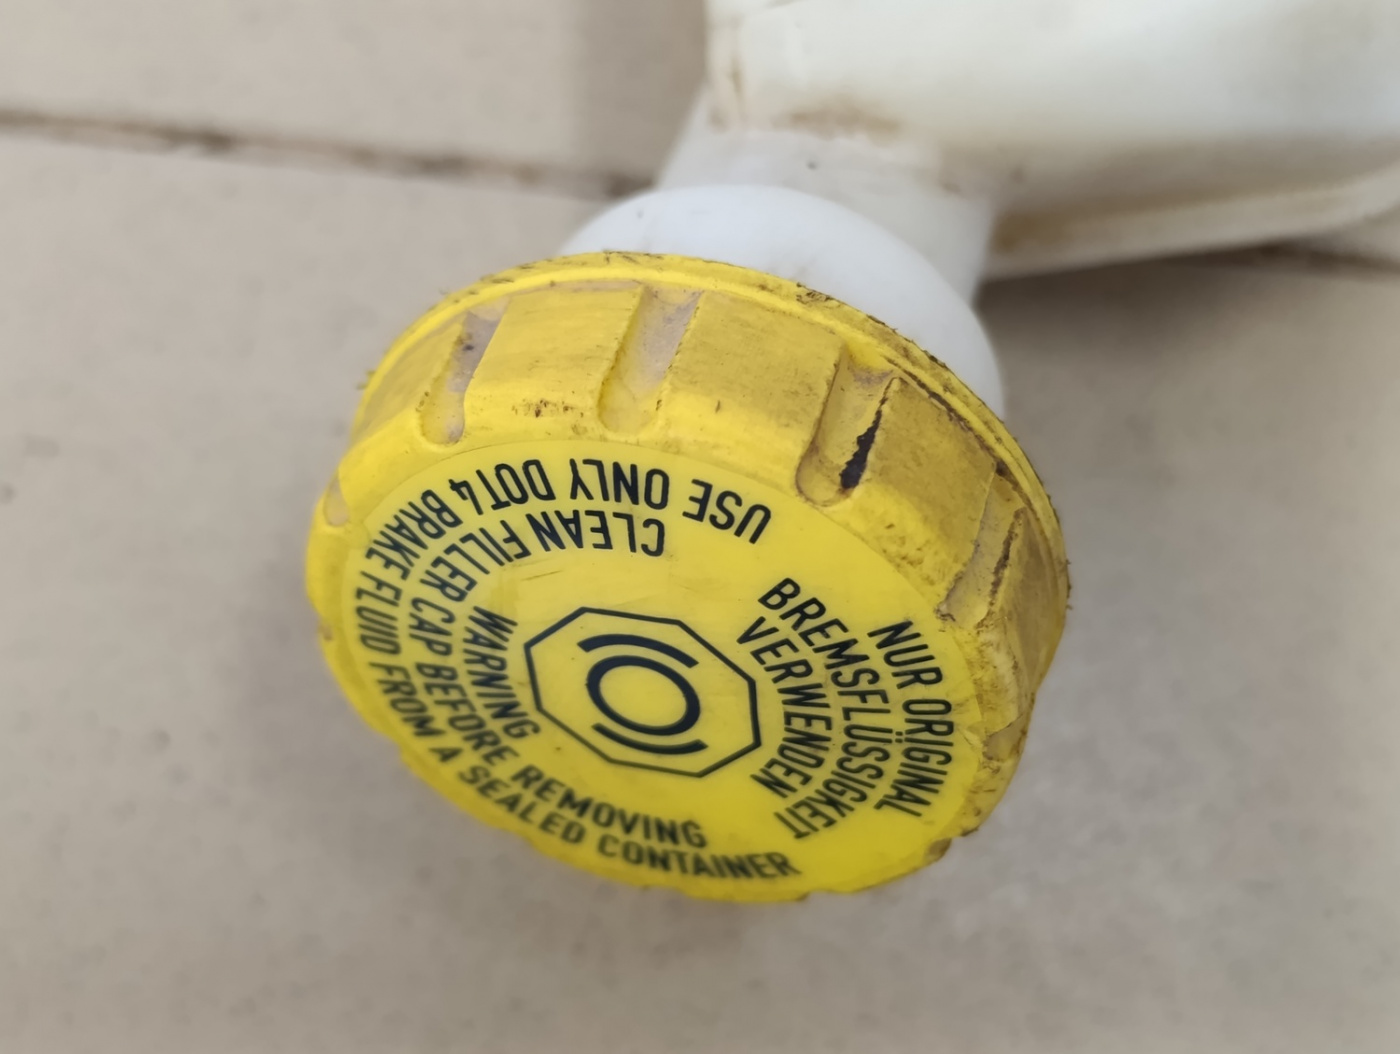 USE ONLY DOT4 BRAKE FLUID FROM A SEALED CONTAINER
CLEAN FILLER CAP BEFORE REMOVING
WARNING
NUR ORIGINAL
BREMSFLÜSSIGKEIT
VERWENDEN